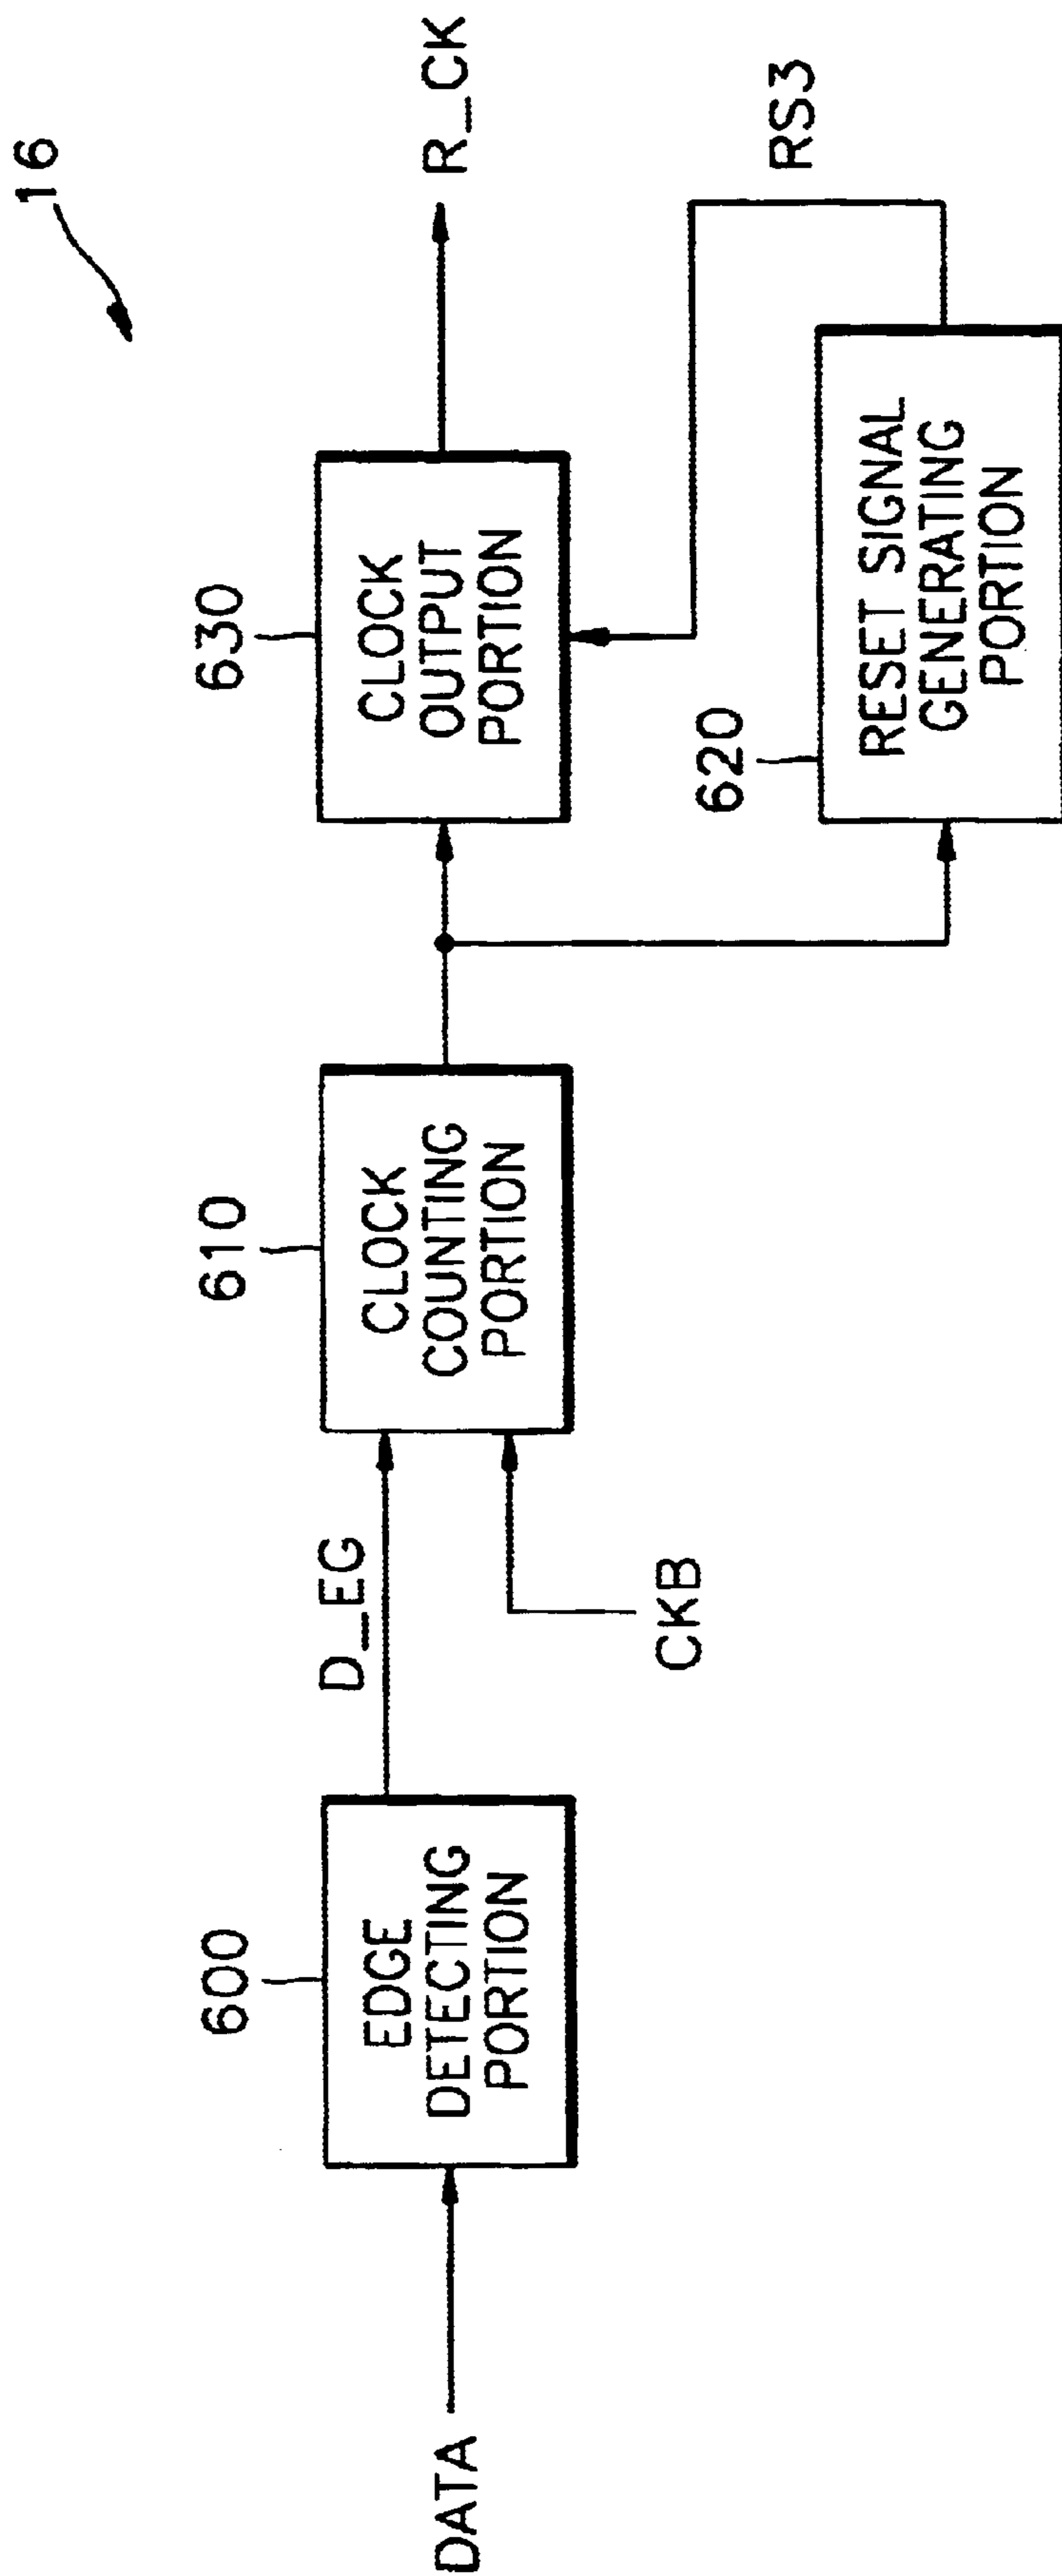 16
DATA
600
EDGE
DETECTING
PORTION
D_EG
CKB
610
CLOCK
COUNTING
PORTION
630
CLOCK
OUTPUT
PORTION
R_CK
620
RESET SIGNAL
GENERATING
PORTION
RS3